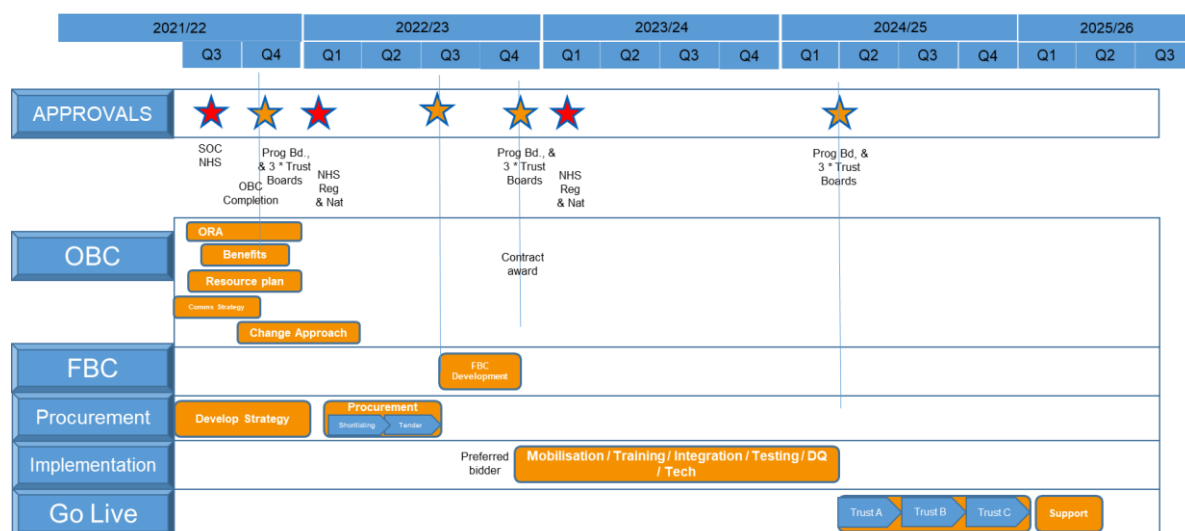 2021/22 2022/23 2023/24 2024/25 2025/26
Q3 Q4 Q1 Q2 Q3 Q4 Q1 Q2 Q3 Q4 Q1 Q2 Q3 Q4 Q1 Q2 Q3
APPROVALS
SOC
NHS
OBC
Completion
Prog Bd.,
& 3 * Trust
Boards
NHS
Reg
& Nat
Prog Bd., &
3 * Trust
Boards
NHS
Reg
& Nat
Prog Bd, &
3 * Trust
Boards
OBC
ORA
Benefits
Resource plan
Comms Strategy
Change Approach
Contract
award
FBC
FBC
Development
Procurement
Develop Strategy
Procurement
Shortlisting
Tender
Implementation
Preferred
bidder
Mobilisation / Training / Integration / Testing / DQ
/ Tech
Go Live
Trust A
Trust B
Trust C
Support